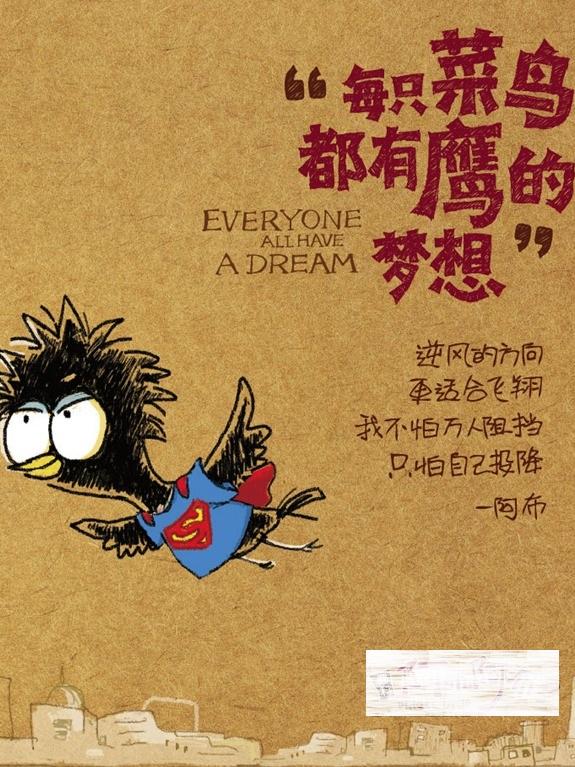 “每只菜鸟
都有鹰的
梦想”
EVERYONE
ALL HAVE
A DREAM
逆风的方向
更适合飞翔
我不怕万人阻挡
只怕自己投降
—阿布